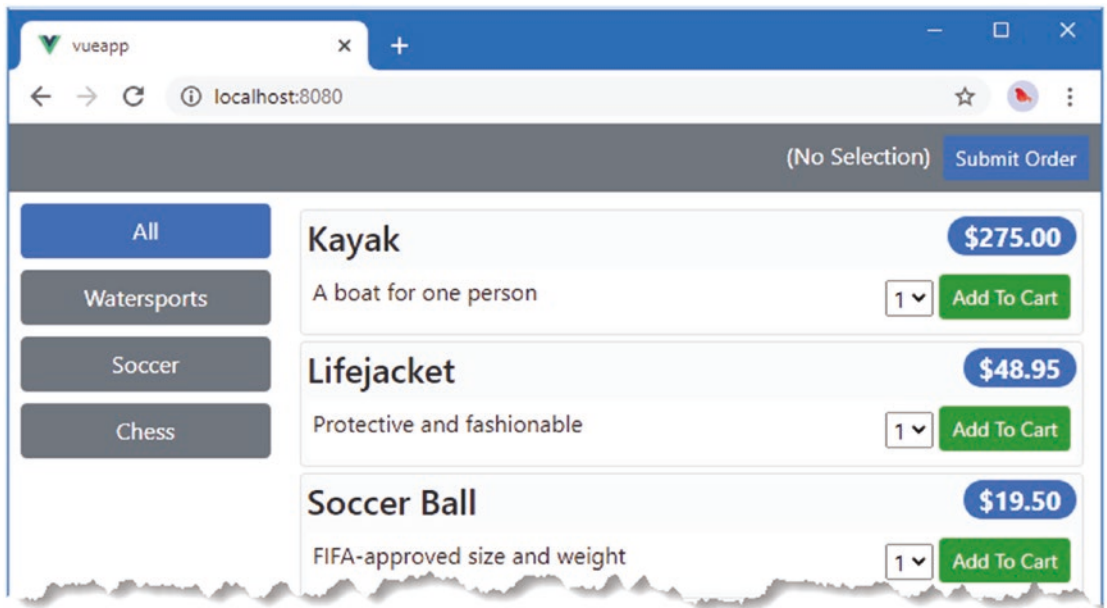 vueapp
localhost:8080
(No Selection) Submit Order
All
Watersports
Soccer
Chess
Kayak $275.00
A boat for one person 1 Add To Cart
Lifejacket $48.95
Protective and fashionable 1 Add To Cart
Soccer Ball $19.50
FIFA-approved size and weight 1 Add To Cart